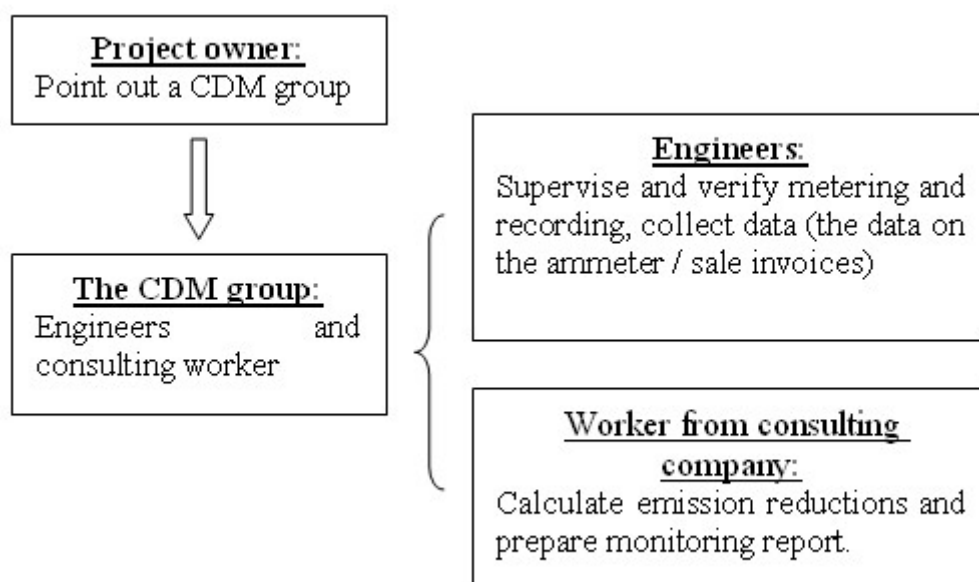 Project owner:
Point out a CDM group
The CDM group:
Engineers and
consulting worker
Engineers:
Supervise and verify metering and
recording, collect data (the data on
the ammeter / sale invoices)
Worker from consulting
company:
Calculate emission reductions and
prepare monitoring report.